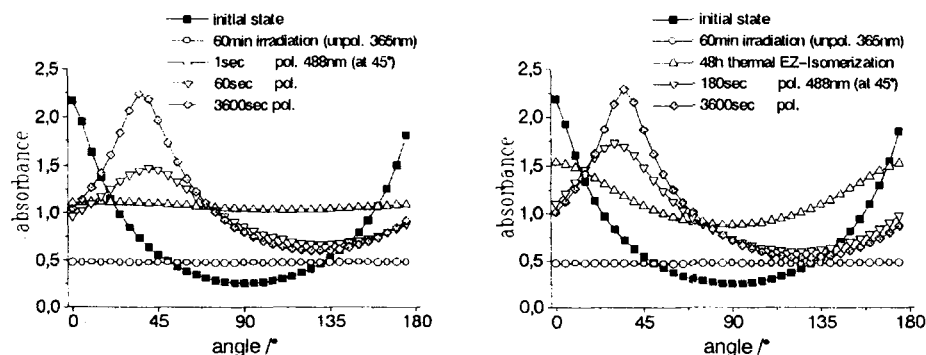 initial state
60min irradiation (unpol. 365nm)
1sec pol. 488nm (at 45°)
60sec pol.
3600sec pol.
2,5
2,0
1,5
1,0
0,5
0,0
absorbance
0 45 90 135 180
angle /°
initial state
60min irradiation (unpol. 365nm)
48h thermal EZ-Isomerization
180sec pol. 488nm (at 45°)
3600sec pol.
2,5
2,0
1,5
1,0
0,5
0,0
absorbance
0 45 90 135 180
angle /°